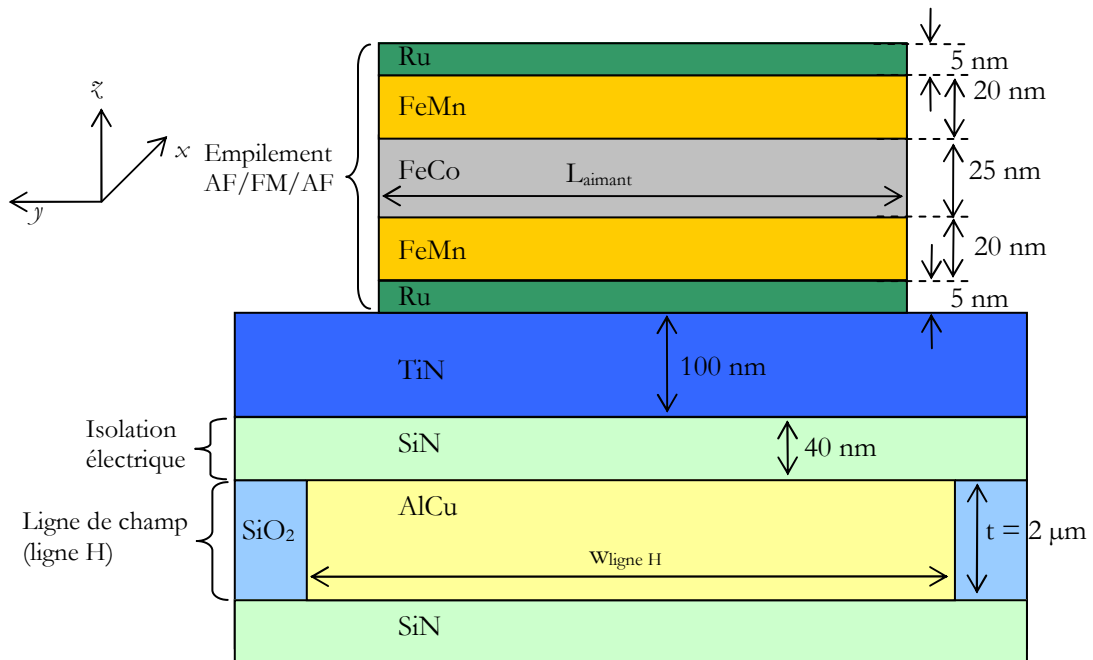 Ru
5 nm
FeMn
20 nm
z
x
y
Empilement
AF/FM/AF
FeCo
Laimant
25 nm
FeMn
20 nm
Ru
5 nm
TiN
100 nm
Isolation
électrique
SiN
40 nm
Ligne de champ
(ligne H)
SiO2
AlCu
t = 2 µm
wligne H
SiN